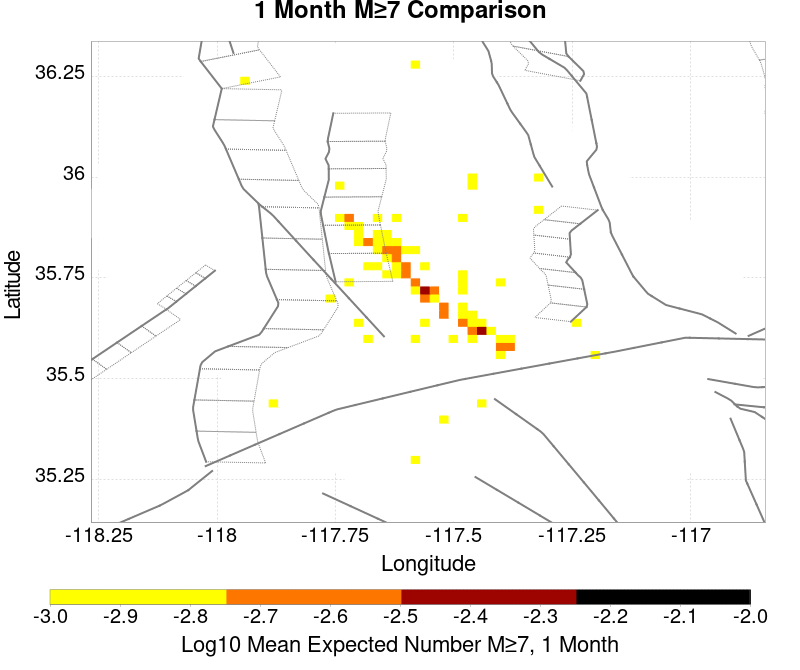 1 Month M≥7 Comparison
36.25
36
35.75
35.5
35.25
Latitude
-118.25 -118 -117.75 -117.5 -117.25 -117
Longitude
-3.0 -2.9 -2.8 -2.7 -2.6 -2.5 -2.4 -2.3 -2.2 -2.1 -2.0
Log10 Mean Expected Number M≥7, 1 Month